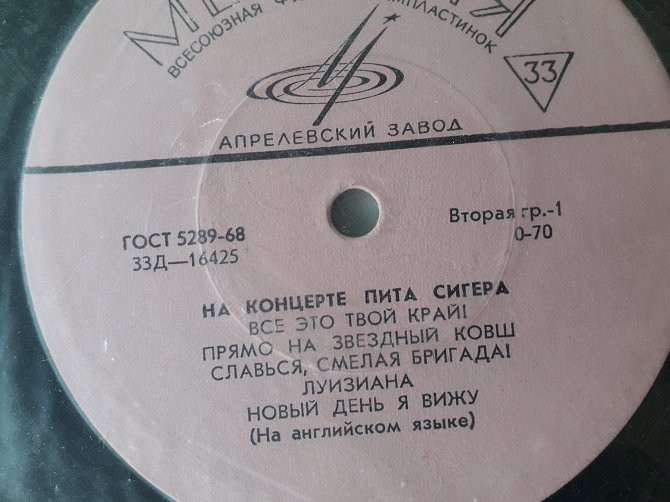 ВСЕСОЮЗНАЯ
33
АПРЕЛЕВСКИЙ ЗАВОД
ГОСТ 5289-68
33Д—16425
Вторая гр.-1
0-70
НА КОНЦЕРТЕ ПИТА СИГЕРА
ВСЕ ЭТО ТВОЙ КРАЙ!
ПРЯМО НА ЗВЕЗДНЫЙ КОВШ
СЛАВЬСЯ, СМЕЛАЯ БРИГАДА!
ЛУИЗИАНА
НОВЫЙ ДЕНЬ Я ВИЖУ
(На английском языке)